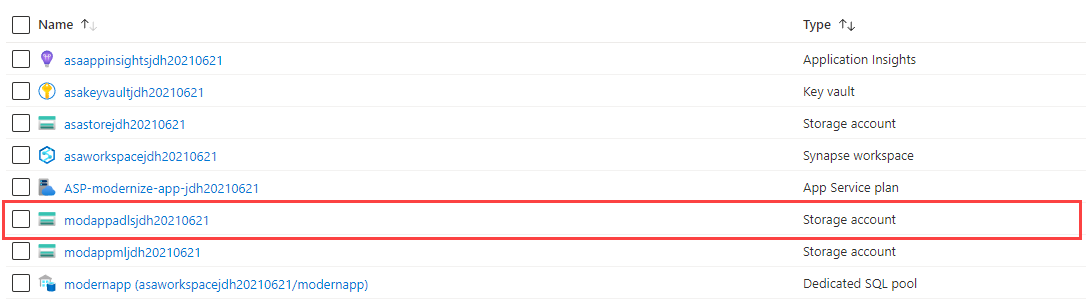 Name ↑↓ Type ↑↓
asaappinsightsjdh20210621 Application Insights
asakeyvaultjdh20210621 Key vault
asastorejdh20210621 Storage account
asaworkspacejdh20210621 Synapse workspace
ASP-modernize-app-jdh20210621 App Service plan
modappadlsjdh20210621 Storage account
modappmljdh20210621 Storage account
modernapp (asaworkspacejdh20210621/modernapp) Dedicated SQL pool